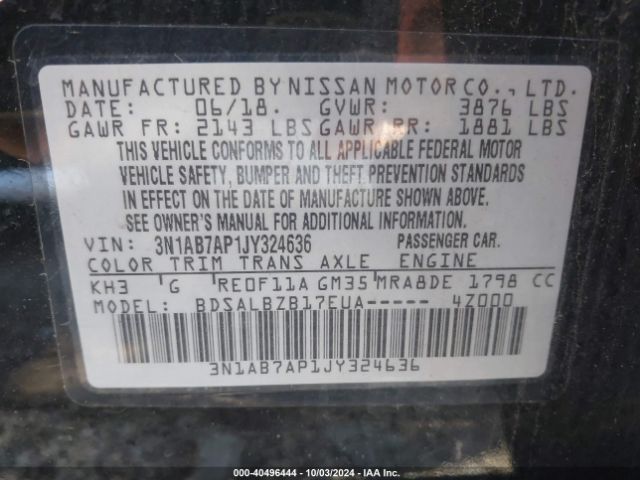 MANUFACTURED BY NISSAN MOTOR CO., LTD.
DATE: 06/18. GVWR: 3876 LBS
GAWR FR: 2143 LBS GAWR RR: 1881 LBS
THIS VEHICLE CONFORMS TO ALL APPLICABLE FEDERAL MOTOR
VEHICLE SAFETY, BUMPER AND THEFT PREVENTION STANDARDS
IN EFFECT ON THE DATE OF MANUFACTURE SHOWN ABOVE.
SEE OWNER'S MANUAL FOR ADDITIONAL INFORMATION.
VIN: 3N1AB7AP1JY324636 PASSENGER CAR.
COLOR TRIM TRANS AXLE ENGINE
KH3 G RE0F11A GM35 MRA8DE 1798 CC
MODEL: BDSALBZB17EUA----- 4Z000
3N1AB7AP1JY324636
000-40496444 - 10/03/2024 - IAA Inc.